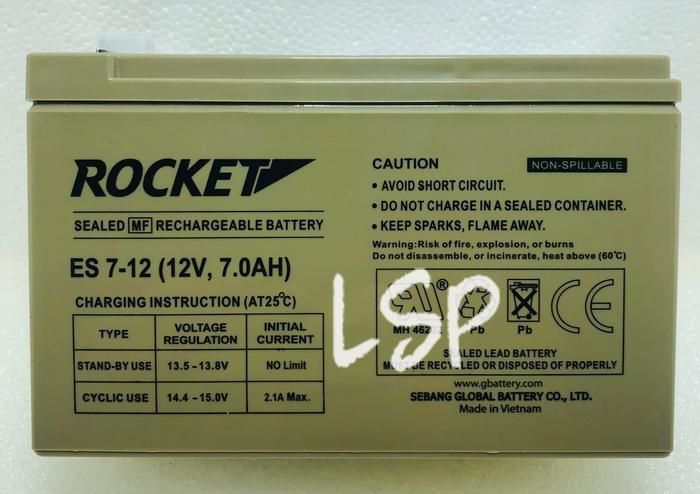 ROCKET
SEALED MF RECHARGEABLE BATTERY
ES 7-12 (12V, 7.0AH)
CHARGING INSTRUCTION (AT25°C)
TYPE VOLTAGE REGULATION INITIAL CURRENT
STAND-BY USE 13.5-13.8V NO Limit
CYCLIC USE 14.4-15.0V 2.1A Max.
CAUTION NON-SPILLABLE
• AVOID SHORT CIRCUIT.
• DO NOT CHARGE IN A SEALED CONTAINER.
• KEEP SPARKS, FLAME AWAY.
Warning:Risk of fire, explosion, or burns
Do not disassemble, or incinerate, heat above (60°C)
® CE
MH Pb Pb
LSP
SEALED LEAD BATTERY
MUST BE RECYCLED OR DISPOSED OF PROPERLY
www.gbattery.com
SEBANG GLOBAL BATTERY CO., LTD.
Made in Vietnam